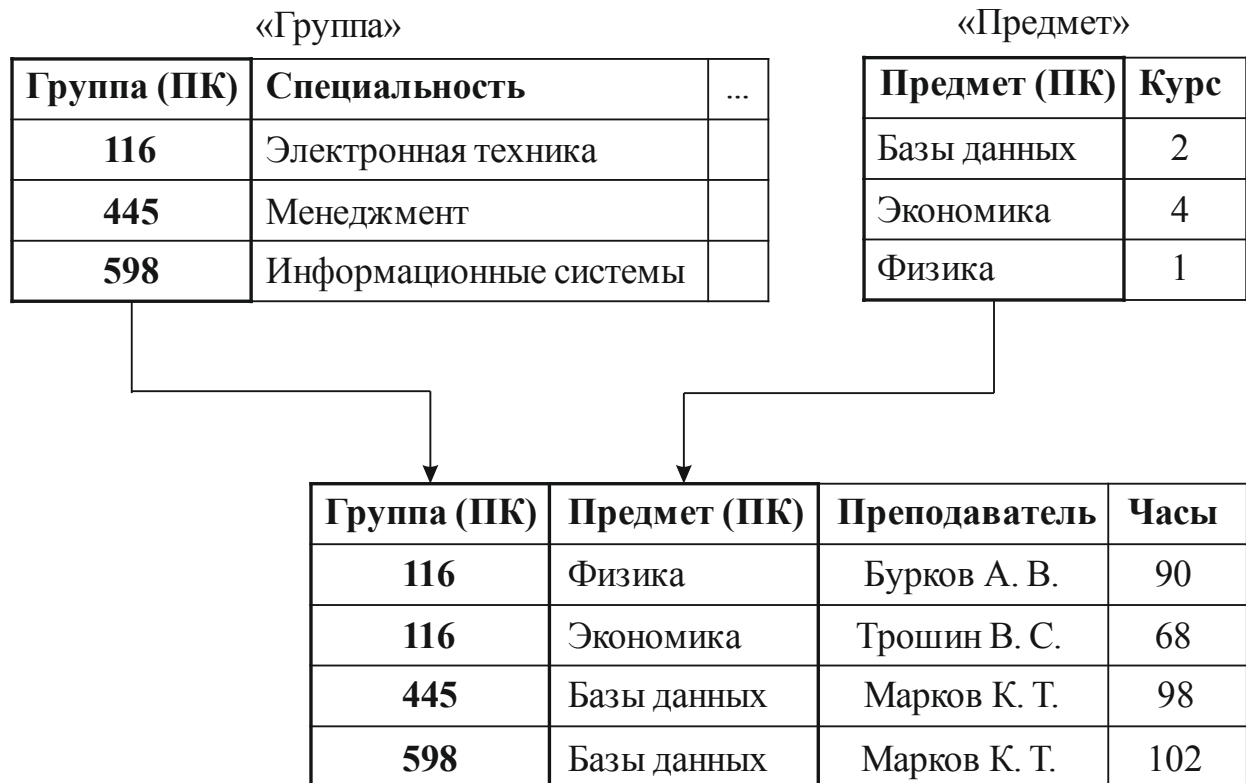 «Группа»
Группа (ПК) Специальность ...
116 Электронная техника
445 Менеджмент
598 Информационные системы
«Предмет»
Предмет (ПК) Курс
Базы данных 2
Экономика 4
Физика 1
Группа (ПК) Предмет (ПК) Преподаватель Часы
116 Физика Бурков А. В. 90
116 Экономика Трошин В. С. 68
445 Базы данных Марков К. Т. 98
598 Базы данных Марков К. Т. 102